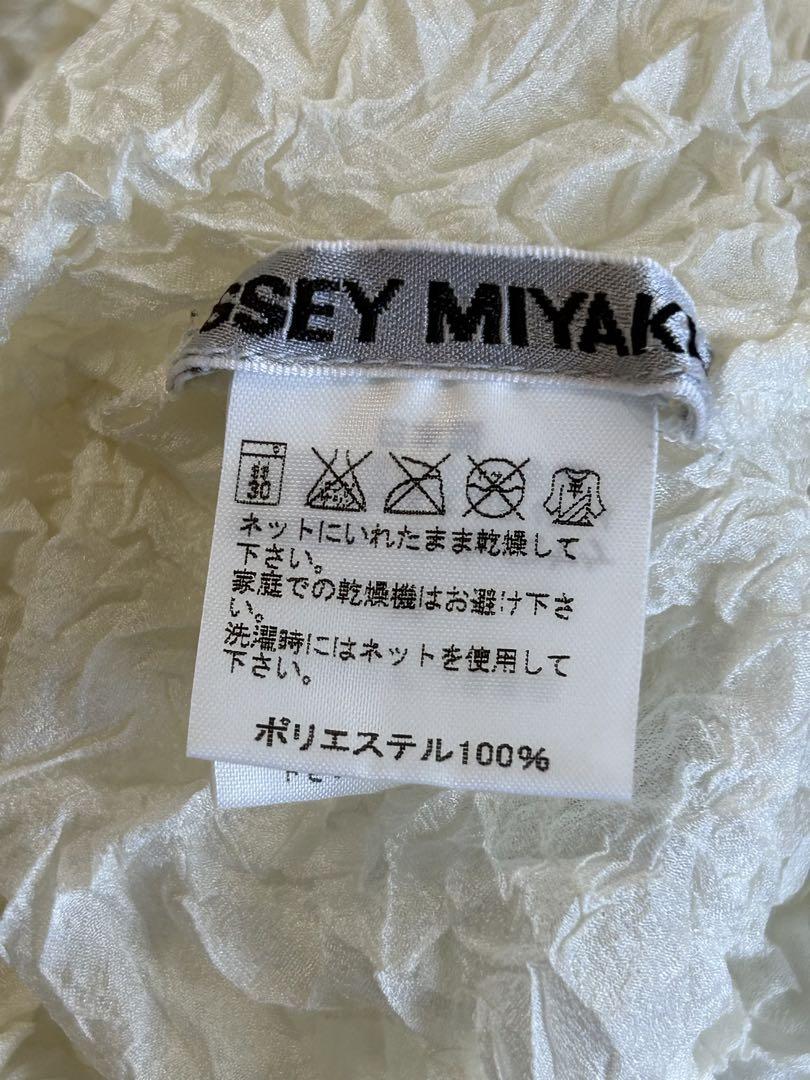 SSEY MIYAK
弱
30
ネットにいれたまま乾燥して
下さい。
家庭での乾燥機はお避け下さ
い。
洗濯時にはネットを使用して
下さい。
ポリエステル100%